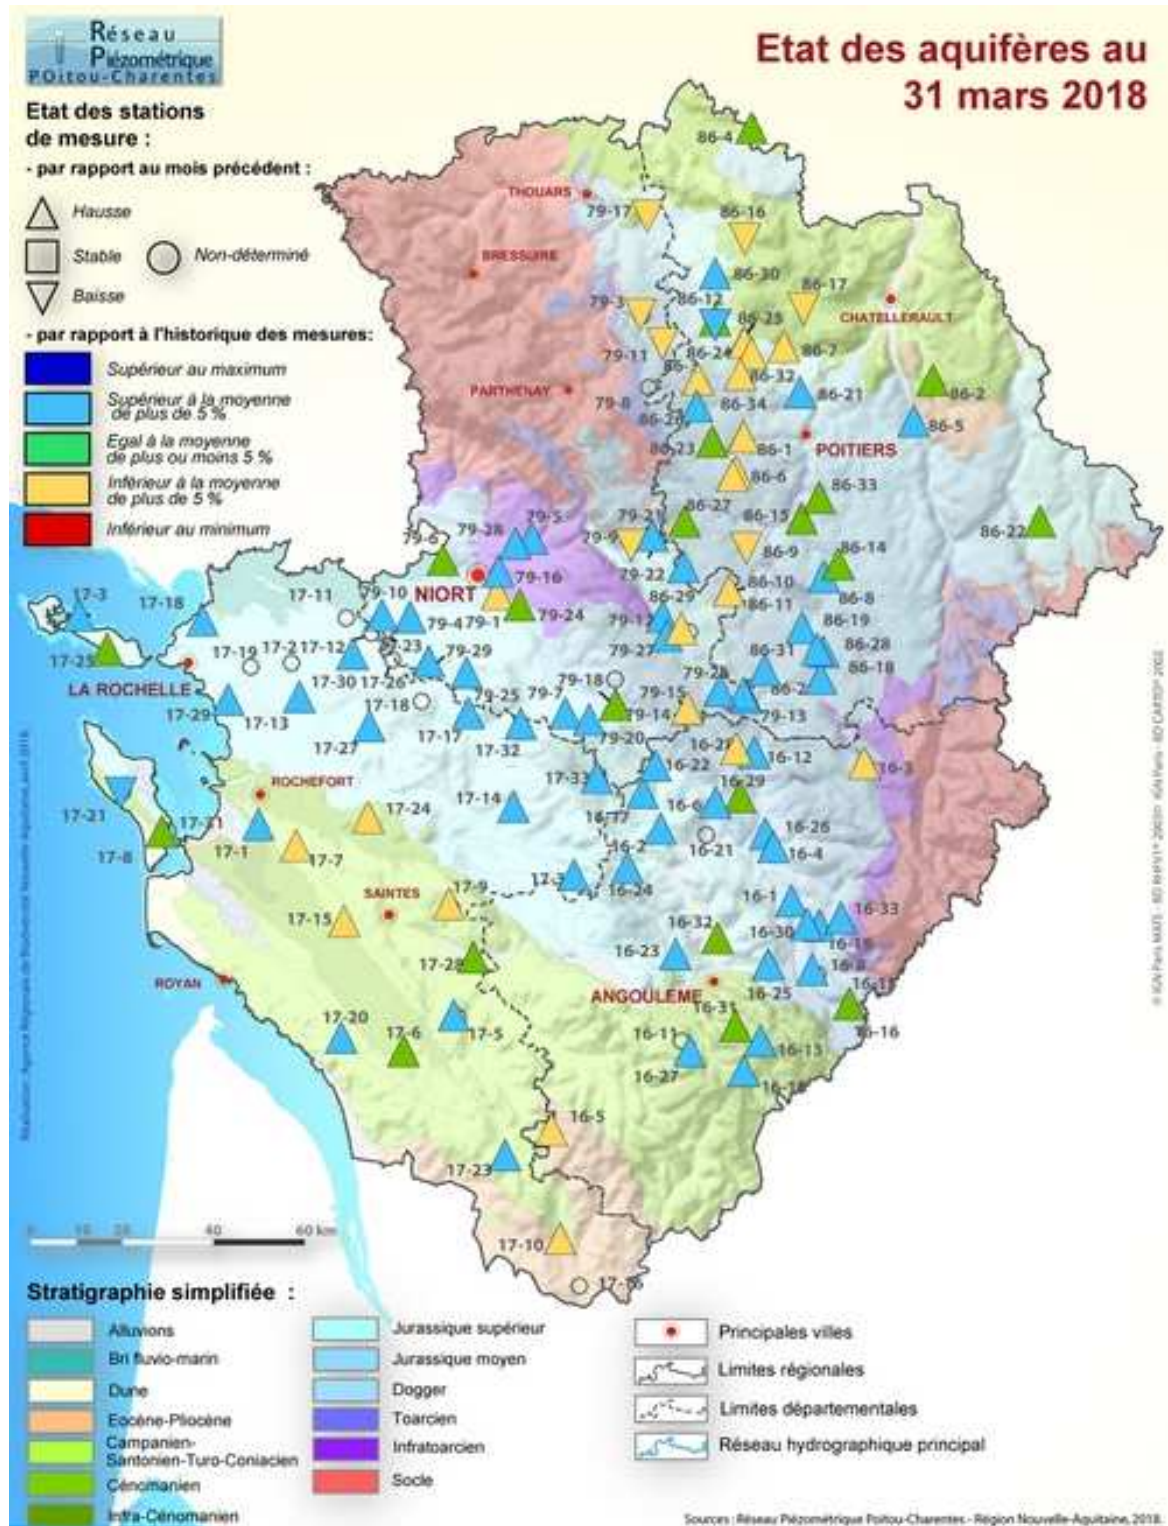 Réseau
Piézométrique
POitou-Charentes
Etat des aquifères au
31 mars 2018
Etat des stations
de mesure :
- par rapport au mois précédent :
Hausse
Stable
Non-déterminé
Baisse
- par rapport à l'historique des mesures:
Supérieur au maximum
Supérieur à la moyenne
de plus de 5 %
Egal à la moyenne
de plus ou moins 5 %
Inférieur à la moyenne
de plus de 5 %
Inférieur au minimum
86-4
THOUARS
79-17
86-16
BRESSUIRE
86-30
86-17
79-3
86-12
86-25
CHATELLERAULT
79-11
86-24
86-7
PARTHENAY
86-32
79-8
86-34
86-21
86-2
86-26
86-5
86-23
86-1
POITIERS
86-6
86-33
86-27
86-15
86-22
79-28
79-5
79-21
79-6
79-9
86-9
86-14
79-16
79-22
86-10
86-8
NIORT
17-3
17-18
17-11
79-10
79-4
79-1
79-24
86-29
86-11
79-12
86-19
79-27
86-28
17-25
17-19
17-2
17-12
79-29
86-31
86-18
LA ROCHELLE
17-30
17-26
79-25
79-7
79-18
79-15
17-29
17-13
17-18
79-14
79-13
17-27
17-17
17-32
79-20
ROCHEFORT
17-33
16-22
16-12
16-3
16-29
17-21
17-31
17-24
17-14
16-17
16-6
17-8
17-1
17-7
16-2
16-21
16-26
16-4
SAINTES
17-9
16-24
16-1
16-33
17-15
16-32
16-30
17-28
16-23
16-8
ROYAN
ANGOULEME
16-25
16-31
16-16
17-20
17-6
17-5
16-11
16-13
16-27
16-5
17-23
17-10
0 10 20 40 60 km
Stratigraphie simplifiée :
Alluvions
Bri fluvio-marin
Dune
Eocène-Pliocène
Campanien-
Santonien-Turo-Coniacien
Cénomanien
Infra-Cénomanien
Jurassique supérieur
Jurassique moyen
Dogger
Toarcien
Infratoarcien
Socle
Principales villes
Limites régionales
Limites départementales
Réseau hydrographique principal
Sources : Réseau Piézométrique Poitou-Charentes - Région Nouvelle-Aquitaine, 2018.